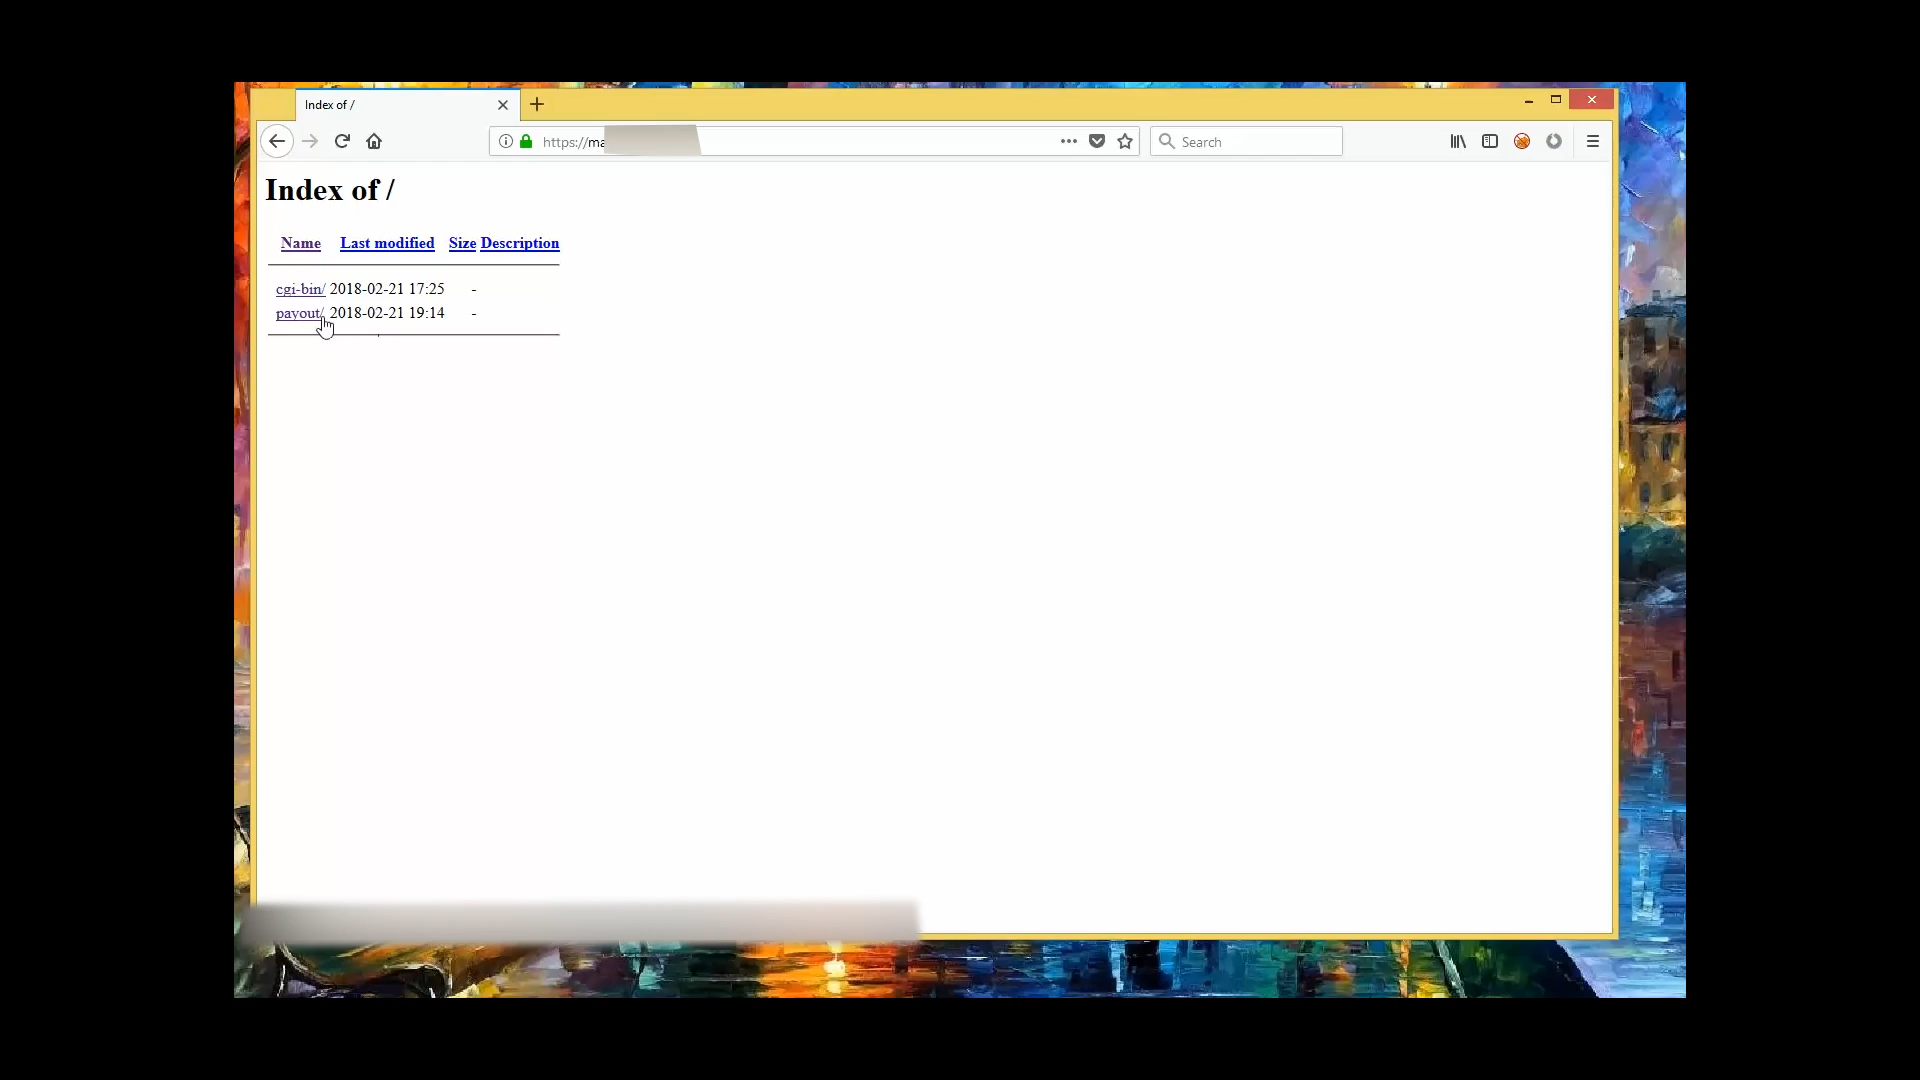 Index of /
https://ma
Search
Index of /
Name Last modified Size Description
cgi-bin/ 2018-02-21 17:25 -
payout/ 2018-02-21 19:14 -